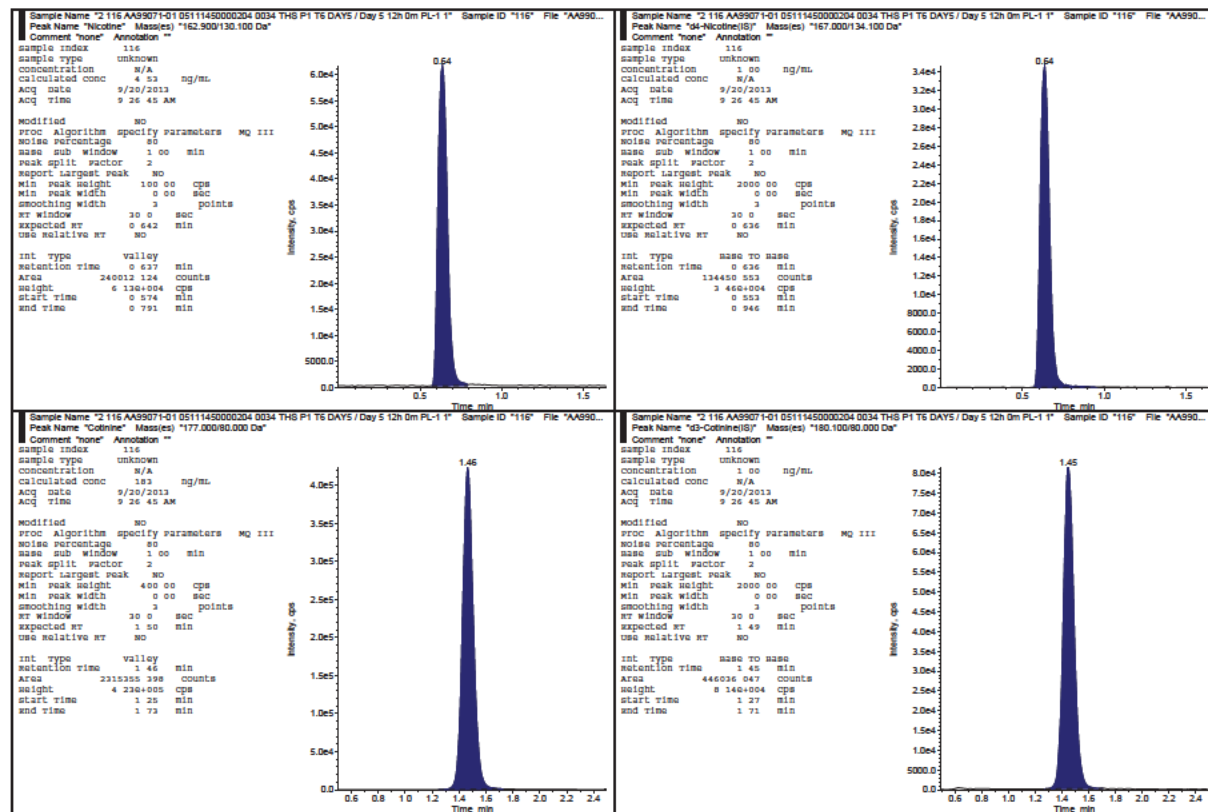 Sample Name "2 116 AA99071-01 05111450000204 0034 THS P1 T6 DAY5 / Day 5 12h 0m PL-1 1" Sample ID "116" File "AA990...
Peak Name "Nicotine" Mass(es) "162.900/130.100 Da"
Comment "none" Annotation ""
Sample Index 116
Sample Type Unknown
Concentration N/A
Calculated Conc 4 53 ng/mL
Acq Date 9/20/2013
Acq Time 9 26 45 AM
Modified NO
Proc Algorithm Specify Parameters MQ III
Noise Percentage 80
Base Sub Window 1 00 min
Peak Split Factor 2
Report Largest Peak NO
Min Peak Height 100 00 cps
Min Peak Width 0 00 sec
Smoothing Width 3 points
RT Window 30 0 sec
Expected RT 0 642 min
Use Relative RT NO
Int Type Valley
Retention Time 0 637 min
Area 240012 124 counts
Height 6 13e+004 cps
Start Time 0 574 min
End Time 0 791 min
0.64
6.0e4
5.5e4
5.0e4
4.5e4
4.0e4
3.5e4
3.0e4
2.5e4
2.0e4
1.5e4
1.0e4
5000.0
0.0
Intensity, cps
0.5 1.0 1.5
Time min
Sample Name "2 116 AA99071-01 05111450000204 0034 THS P1 T6 DAY5 / Day 5 12h 0m PL-1 1" Sample ID "116" File "AA990...
Peak Name "d4-Nicotine(IS)" Mass(es) "167.000/134.100 Da"
Comment "none" Annotation ""
Sample Index 116
Sample Type Unknown
Concentration 1 00 ng/mL
Calculated Conc N/A
Acq Date 9/20/2013
Acq Time 9 26 45 AM
Modified NO
Proc Algorithm Specify Parameters MQ III
Noise Percentage 80
Base Sub Window 1 00 min
Peak Split Factor 2
Report Largest Peak NO
Min Peak Height 2000 00 cps
Min Peak Width 0 00 sec
Smoothing Width 3 points
RT Window 30 0 sec
Expected RT 0 636 min
Use Relative RT NO
Int Type Base To Base
Retention Time 0 636 min
Area 134450 553 counts
Height 3 46e+004 cps
Start Time 0 553 min
End Time 0 946 min
0.64
3.4e4
3.2e4
3.0e4
2.8e4
2.6e4
2.4e4
2.2e4
2.0e4
1.8e4
1.6e4
1.4e4
1.2e4
1.0e4
8000.0
6000.0
4000.0
2000.0
0.0
Intensity, cps
0.5 1.0 1.5
Time min
Sample Name "2 116 AA99071-01 05111450000204 0034 THS P1 T6 DAY5 / Day 5 12h 0m PL-1 1" Sample ID "116" File "AA990...
Peak Name "Cotinine" Mass(es) "177.000/80.000 Da"
Comment "none" Annotation ""
Sample Index 116
Sample Type Unknown
Concentration N/A
Calculated Conc 183 ng/mL
Acq Date 9/20/2013
Acq Time 9 26 45 AM
Modified NO
Proc Algorithm Specify Parameters MQ III
Noise Percentage 80
Base Sub Window 1 00 min
Peak Split Factor 2
Report Largest Peak NO
Min Peak Height 400 00 cps
Min Peak Width 0 00 sec
Smoothing Width 3 points
RT Window 30 0 sec
Expected RT 1 50 min
Use Relative RT NO
Int Type Valley
Retention Time 1 46 min
Area 2315355 398 counts
Height 4 23e+005 cps
Start Time 1 25 min
End Time 1 73 min
1.46
4.0e5
3.5e5
3.0e5
2.5e5
2.0e5
1.5e5
1.0e5
5.0e4
0.0
Intensity, cps
0.6 0.8 1.0 1.2 1.4 1.6 1.8 2.0 2.2 2.4
Time min
Sample Name "2 116 AA99071-01 05111450000204 0034 THS P1 T6 DAY5 / Day 5 12h 0m PL-1 1" Sample ID "116" File "AA990...
Peak Name "d3-Cotinine(IS)" Mass(es) "180.100/80.000 Da"
Comment "none" Annotation ""
Sample Index 116
Sample Type Unknown
Concentration 1 00 ng/mL
Calculated Conc N/A
Acq Date 9/20/2013
Acq Time 9 26 45 AM
Modified NO
Proc Algorithm Specify Parameters MQ III
Noise Percentage 80
Base Sub Window 1 00 min
Peak Split Factor 2
Report Largest Peak NO
Min Peak Height 2000 00 cps
Min Peak Width 0 00 sec
Smoothing Width 3 points
RT Window 30 0 sec
Expected RT 1 49 min
Use Relative RT NO
Int Type Base To Base
Retention Time 1 45 min
Area 446036 047 counts
Height 8 14e+004 cps
Start Time 1 27 min
End Time 1 71 min
1.45
8.0e4
7.5e4
7.0e4
6.5e4
6.0e4
5.5e4
5.0e4
4.5e4
4.0e4
3.5e4
3.0e4
2.5e4
2.0e4
1.5e4
1.0e4
5000.0
0.0
Intensity, cps
0.6 0.8 1.0 1.2 1.4 1.6 1.8 2.0 2.2 2.4
Time min